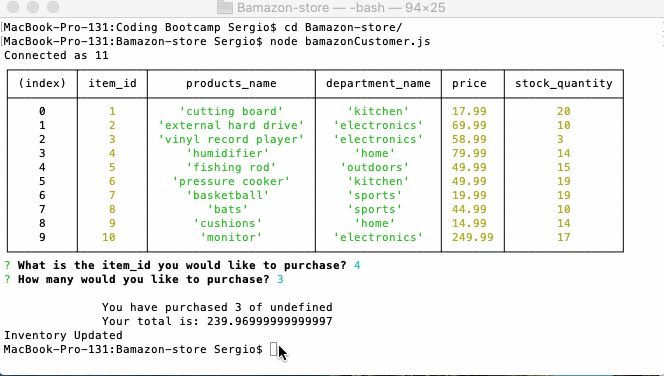 Bamazon-store — -bash — 94×25
MacBook-Pro-131:Coding Bootcamp Sergio$ cd Bamazon-store/
MacBook-Pro-131:Bamazon-store Sergio$ node bamazonCustomer.js
Connected as 11
(index) item_id products_name department_name price stock_quantity
0 1 'cutting board' 'kitchen' 17.99 20
1 2 'external hard drive' 'electronics' 69.99 10
2 3 'vinyl record player' 'electronics' 58.99 3
3 4 'humidifier' 'home' 79.99 14
4 5 'fishing rod' 'outdoors' 49.99 15
5 6 'pressure cooker' 'kitchen' 49.99 19
6 7 'basketball' 'sports' 19.99 19
7 8 'bats' 'sports' 44.99 10
8 9 'cushions' 'home' 14.99 14
9 10 'monitor' 'electronics' 249.99 17
? What is the item_id you would like to purchase? 4
? How many would you like to purchase? 3
You have purchased 3 of undefined
Your total is: 239.96999999999997
Inventory Updated
MacBook-Pro-131:Bamazon-store Sergio$